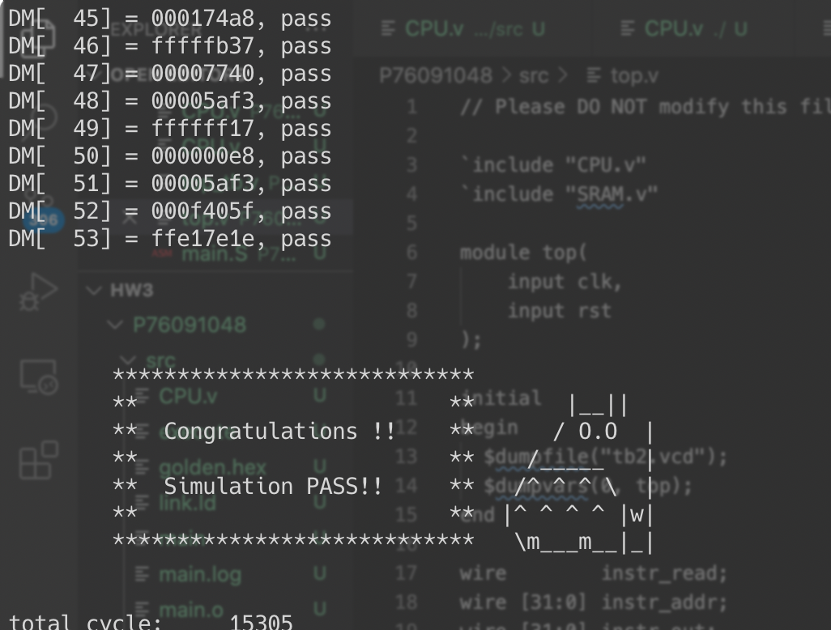 DM[  45] = 000174a8, pass
DM[  46] = fffffb37, pass
DM[  47] = 00007740, pass
DM[  48] = 00005af3, pass
DM[  49] = ffffff17, pass
DM[  50] = 000000e8, pass
DM[  51] = 00005af3, pass
DM[  52] = 000f405f, pass
DM[  53] = ffe17e1e, pass
****************************
**                        **      |__||
**  Congratulations !!    **     / O.O  |
**                        **   /_____   |
**  Simulation PASS!!     **  /^ ^ ^ \  |
**                        ** |^ ^ ^ ^ |w|
****************************  \m___m__|_|
total cycle:      15305
EXPLORER
CPU.v
main.S P7... U
HW3
P76091048
src
CPU.v U
golden.hex U
link.ld U
main U
main.log U
main.o U
CPU.v .../src U
CPU.v ./ U
P76091048 > src > top.v
1 // Please DO NOT modify this fil
2
3 `include "CPU.v"
4 `include "SRAM.v"
5
6 module top(
7 input clk,
8 input rst
9 );
10
11 initial
12 begin
13 $dumpfile("tb2.vcd");
14 $dumpvars(0, top);
15 end
16
17 wire instr_read;
18 wire [31:0] instr_addr;
19 wire [31:0] instr_out;